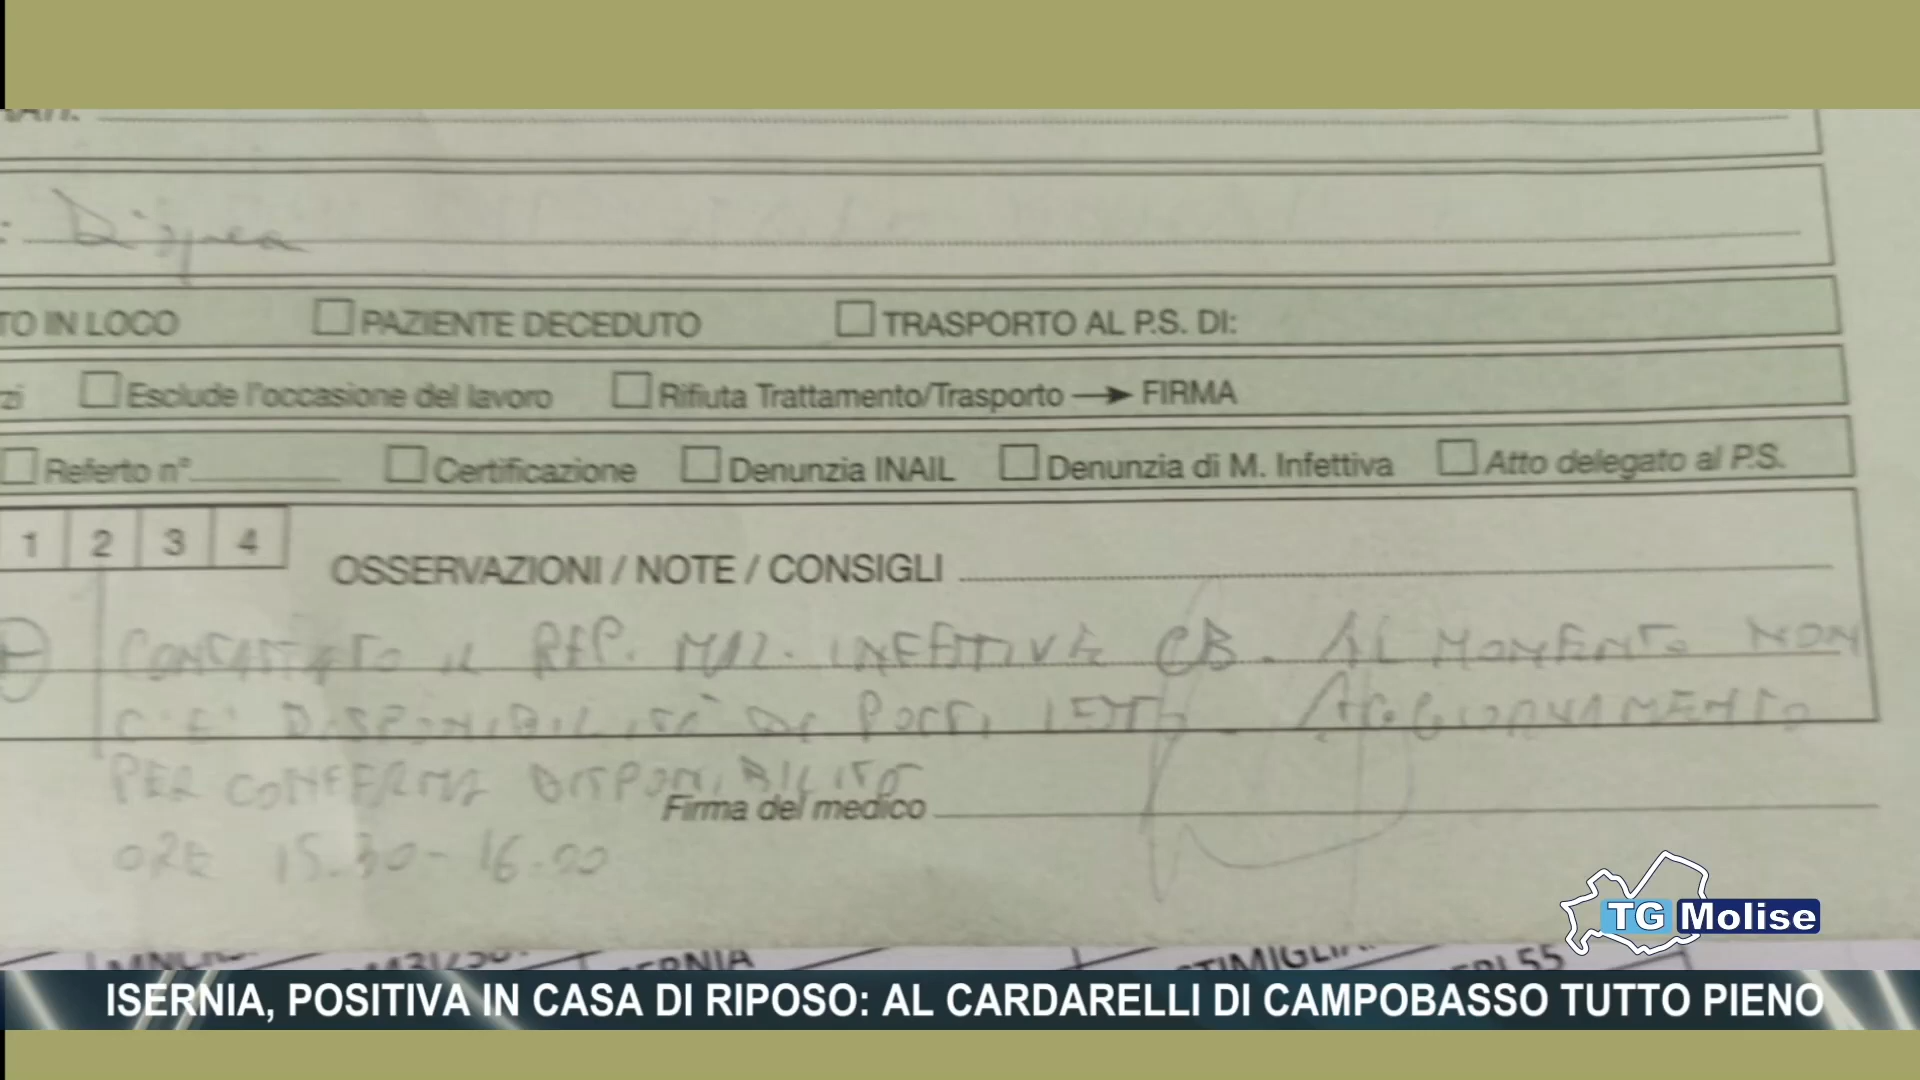 : Dispnea
TO IN LOCO PAZIENTE DECEDUTO TRASPORTO AL P.S. DI:
zi Esclude l'occasione del lavoro Rifiuta Trattamento/Trasporto → FIRMA
Referto n° Certificazione Denunzia INAIL Denunzia di M. Infettiva Atto delegato al P.S.
1 2 3 4
OSSERVAZIONI / NOTE / CONSIGLI
CONTATTATO IL REP. MAL. INFETTIVE CB. AL MOMENTO NON
C'E' DISPONIBILITÀ DI POSTI LETTO. AGGIORNAMENTO
PER CONFERMA DISPONIBILITÀ
Firma del medico
ORE 15.30 - 16.00
TG Molise
ISERNIA, POSITIVA IN CASA DI RIPOSO: AL CARDARELLI DI CAMPOBASSO TUTTO PIENO